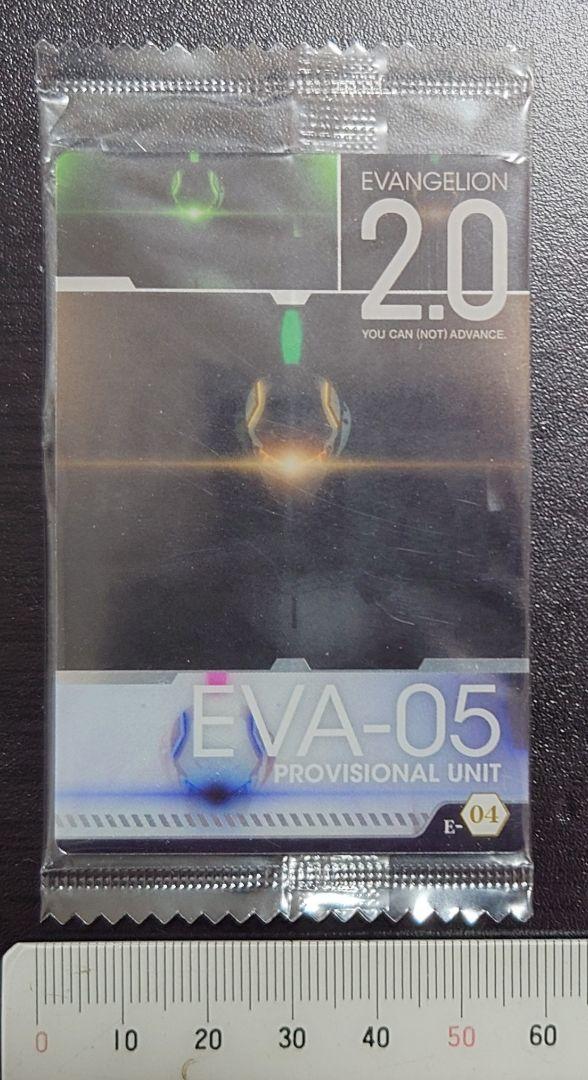 EVANGELION
2.0
YOU CAN (NOT) ADVANCE.
EVA-05
PROVISIONAL UNIT
E-04
0 10 20 30 40 50 60